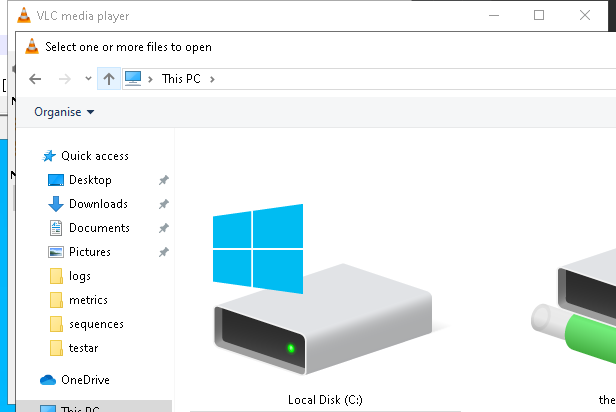 VLC media player
Select one or more files to open
This PC
Organise
Quick access
Desktop
Downloads
Documents
Pictures
logs
metrics
sequences
testar
OneDrive
This PC
Local Disk (C:)
the